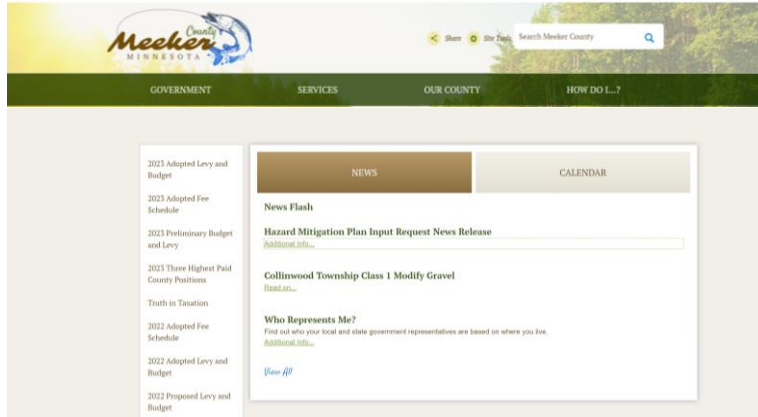 Meeker
County
MINNESOTA
Share
Site Tools
Search Meeker County
GOVERNMENT
SERVICES
OUR COUNTY
HOW DO I...?
2023 Adopted Levy and
Budget
2023 Adopted Fee
Schedule
2023 Preliminary Budget
and Levy
2023 Three Highest Paid
County Positions
Truth in Taxation
2022 Adopted Fee
Schedule
2022 Adopted Levy and
Budget
2022 Proposed Levy and
Budget
NEWS
CALENDAR
News Flash
Hazard Mitigation Plan Input Request News Release
Additional Info...
Collinwood Township Class 1 Modify Gravel
Read on...
Who Represents Me?
Find out who your local and state government representatives are based on where you live.
Additional Info...
View All